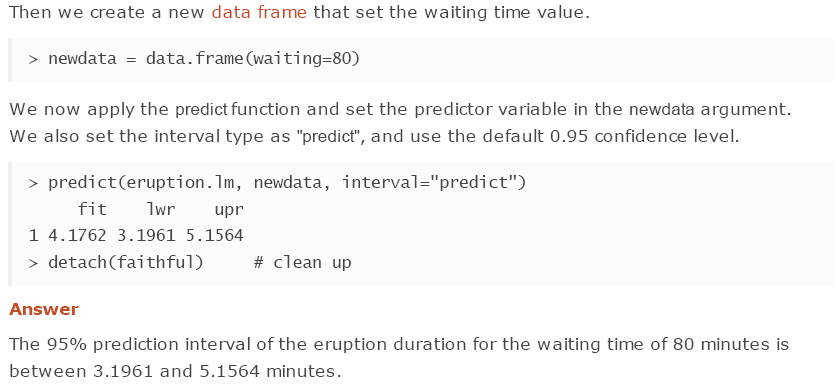 Then we create a new data frame that set the waiting time value.
> newdata = data.frame(waiting=80)
We now apply the predict function and set the predictor variable in the newdata argument.
We also set the interval type as "predict", and use the default 0.95 confidence level.
> predict(eruption.lm, newdata, interval="predict")
     fit    lwr    upr
1 4.1762 3.1961 5.1564
> detach(faithful)     # clean up
Answer
The 95% prediction interval of the eruption duration for the waiting time of 80 minutes is
between 3.1961 and 5.1564 minutes.